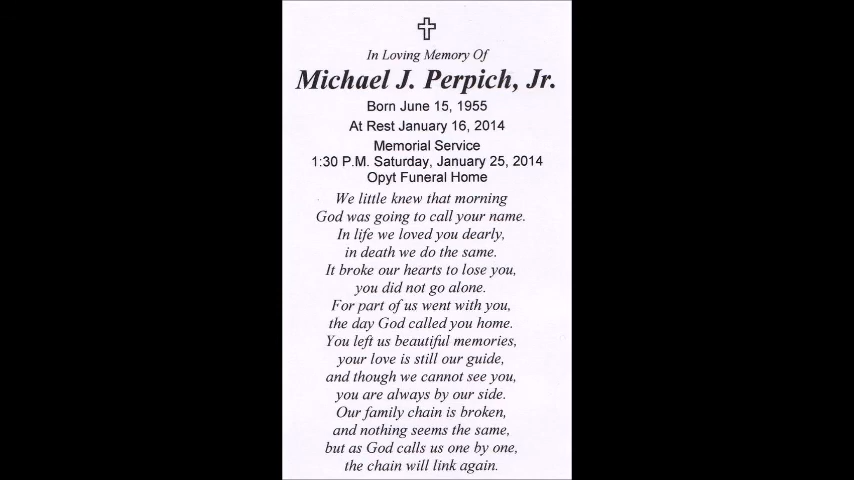 In Loving Memory Of
Michael J. Perpich, Jr.
Born June 15, 1955
At Rest January 16, 2014
Memorial Service
1:30 P.M. Saturday, January 25, 2014
Opyt Funeral Home
We little knew that morning
God was going to call your name.
In life we loved you dearly,
in death we do the same.
It broke our hearts to lose you,
you did not go alone.
For part of us went with you,
the day God called you home.
You left us beautiful memories,
your love is still our guide,
and though we cannot see you,
you are always by our side.
Our family chain is broken,
and nothing seems the same,
but as God calls us one by one,
the chain will link again.